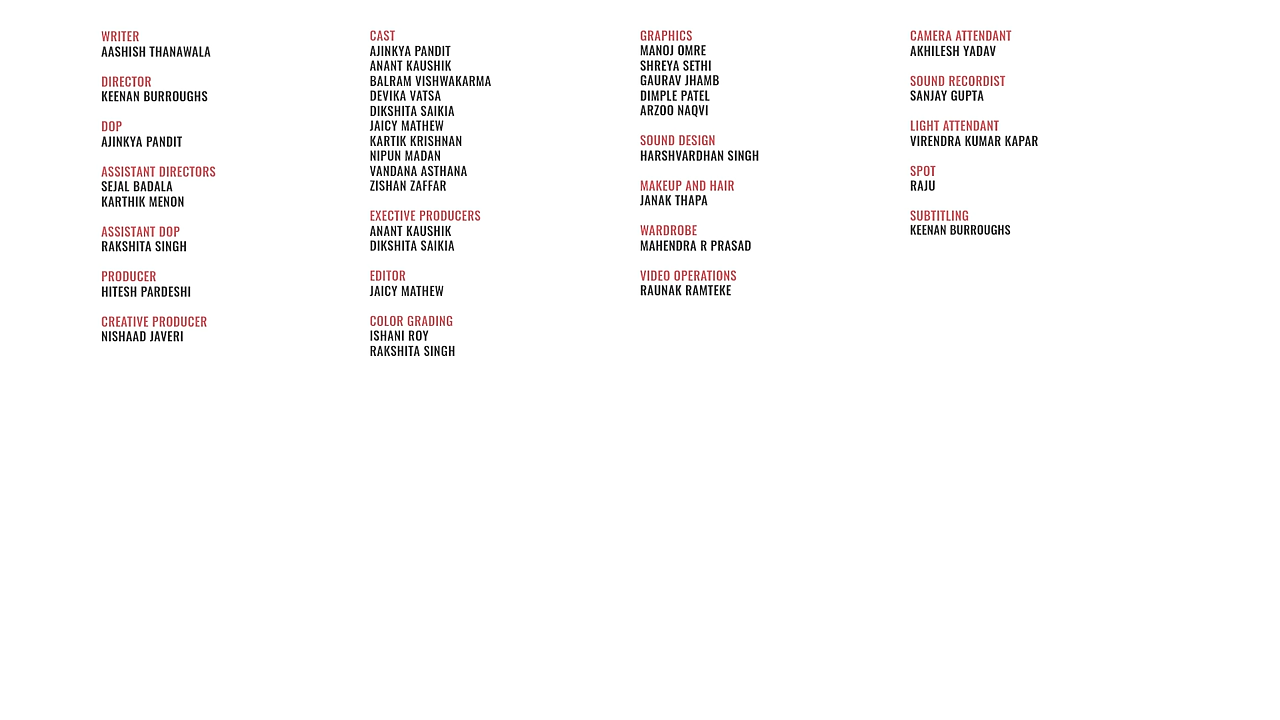 WRITER
AASHISH THANAWALA
DIRECTOR
KEENAN BURROUGHS
DOP
AJINKYA PANDIT
ASSISTANT DIRECTORS
SEJAL BADALA
KARTHIK MENON
ASSISTANT DOP
RAKSHITA SINGH
PRODUCER
HITESH PARDESHI
CREATIVE PRODUCER
NISHAAD JAVERI
CAST
AJINKYA PANDIT
ANANT KAUSHIK
BALRAM VISHWAKARMA
DEVIKA VATSA
DIKSHITA SAIKIA
JAICY MATHEW
KARTIK KRISHNAN
NIPUN MADAN
VANDANA ASTHANA
ZISHAN ZAFFAR
EXECTIVE PRODUCERS
ANANT KAUSHIK
DIKSHITA SAIKIA
EDITOR
JAICY MATHEW
COLOR GRADING
ISHANI ROY
RAKSHITA SINGH
GRAPHICS
MANOJ OMRE
SHREYA SETHI
GAURAV JHAMB
DIMPLE PATEL
ARZOO NAQVI
SOUND DESIGN
HARSHVARDHAN SINGH
MAKEUP AND HAIR
JANAK THAPA
WARDROBE
MAHENDRA R PRASAD
VIDEO OPERATIONS
RAUNAK RAMTEKE
CAMERA ATTENDANT
AKHILESH YADAV
SOUND RECORDIST
SANJAY GUPTA
LIGHT ATTENDANT
VIRENDRA KUMAR KAPAR
SPOT
RAJU
SUBTITLING
KEENAN BURROUGHS